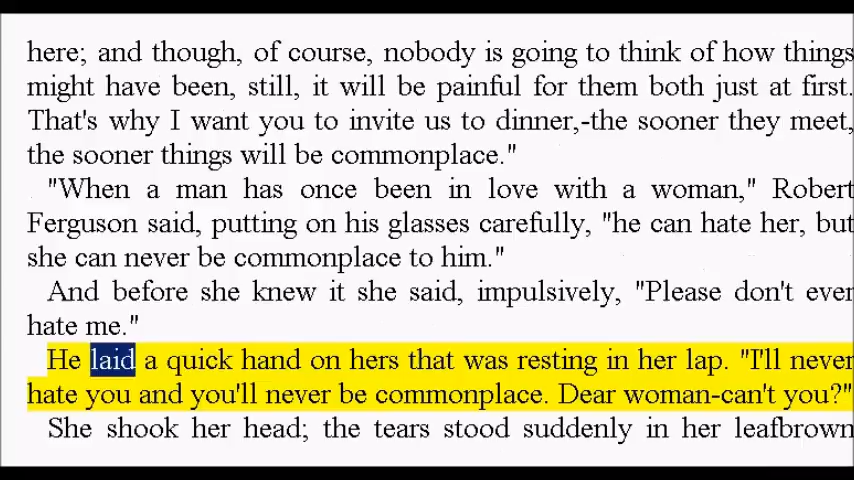 here; and though, of course, nobody is going to think of how things
might have been, still, it will be painful for them both just at first.
That's why I want you to invite us to dinner,-the sooner they meet,
the sooner things will be commonplace."
"When a man has once been in love with a woman," Robert
Ferguson said, putting on his glasses carefully, "he can hate her, but
she can never be commonplace to him."
And before she knew it she said, impulsively, "Please don't ever
hate me."
He laid a quick hand on hers that was resting in her lap. "I'll never
hate you and you'll never be commonplace. Dear woman-can't you?"
She shook her head; the tears stood suddenly in her leafbrown